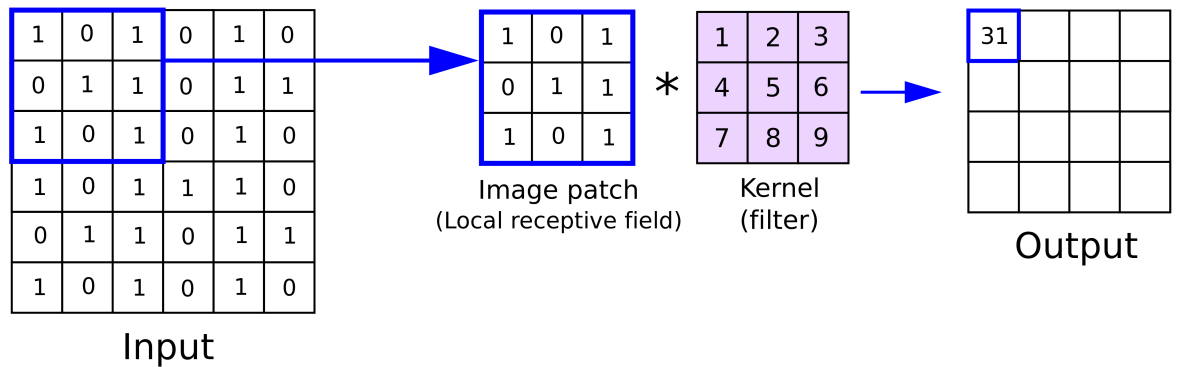 1 0 1 0 1 0
0 1 1 0 1 1
1 0 1 0 1 0
1 0 1 1 1 0
0 1 1 0 1 1
1 0 1 0 1 0
Input
1 0 1
0 1 1
1 0 1
Image patch
(Local receptive field)
*
1 2 3
4 5 6
7 8 9
Kernel
(filter)
31
Output